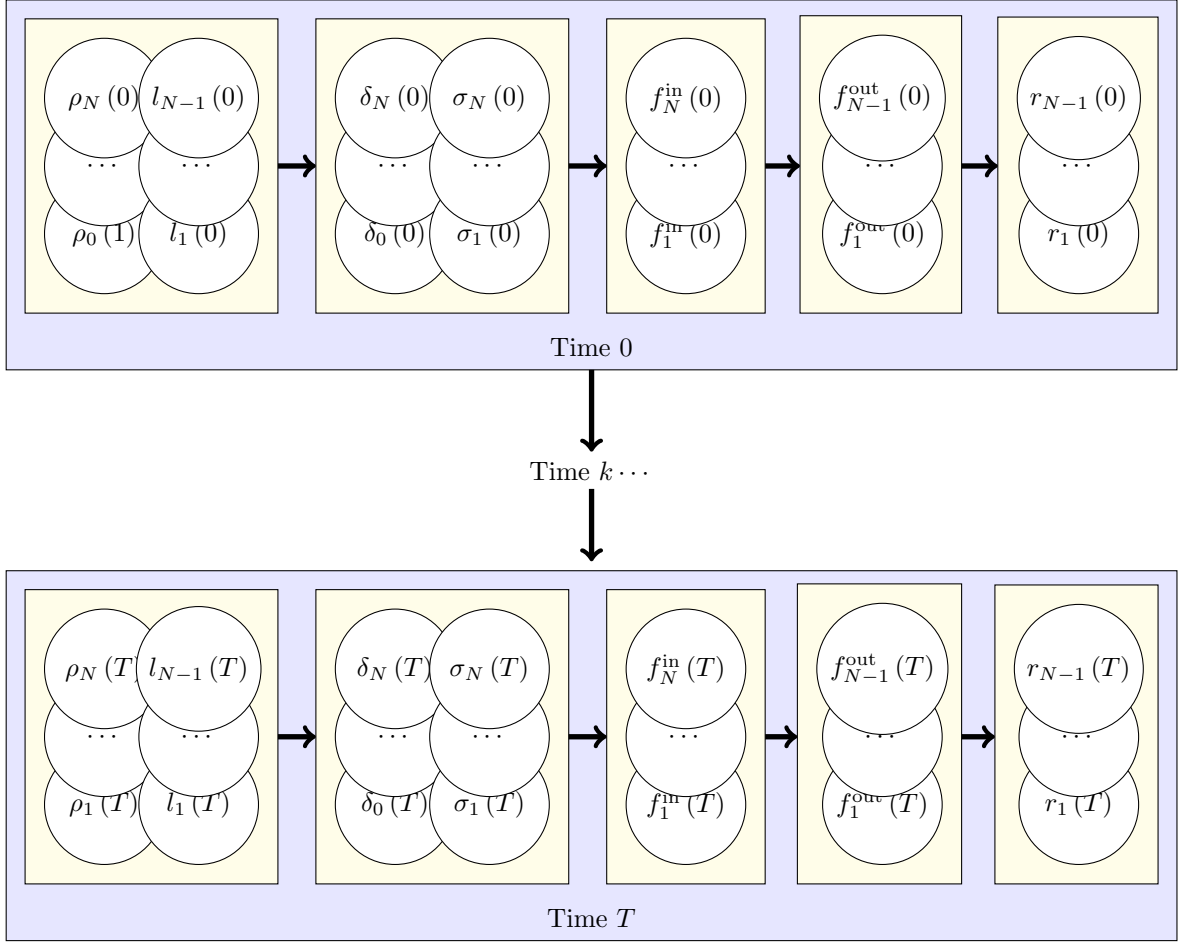 ρ_N (0) l_{N−1} (0) δ_N (0) σ_N (0) f_N^{in} (0) f_{N−1}^{out} (0) r_{N−1} (0)
··· ··· ··· ··· ··· ··· ···
ρ_0 (1) l_1 (0) δ_0 (0) σ_1 (0) f_1^{in} (0) f_1^{out} (0) r_1 (0)
Time 0
Time k ···
ρ_N (T) l_{N−1} (T) δ_N (T) σ_N (T) f_N^{in} (T) f_{N−1}^{out} (T) r_{N−1} (T)
··· ··· ··· ··· ··· ··· ···
ρ_1 (T) l_1 (T) δ_0 (T) σ_1 (T) f_1^{in} (T) f_1^{out} (T) r_1 (T)
Time T